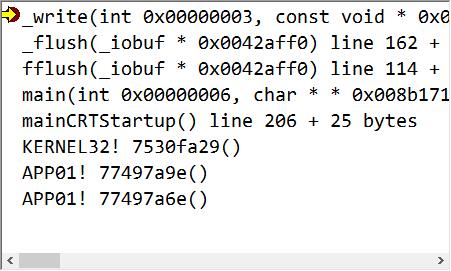 _write(int 0x00000003, const void * 0x0
_flush(_iobuf * 0x0042aff0) line 162 +
fflush(_iobuf * 0x0042aff0) line 114 +
main(int 0x00000006, char * * 0x008b171
mainCRTStartup() line 206 + 25 bytes
KERNEL32! 7530fa29()
APP01! 77497a9e()
APP01! 77497a6e()